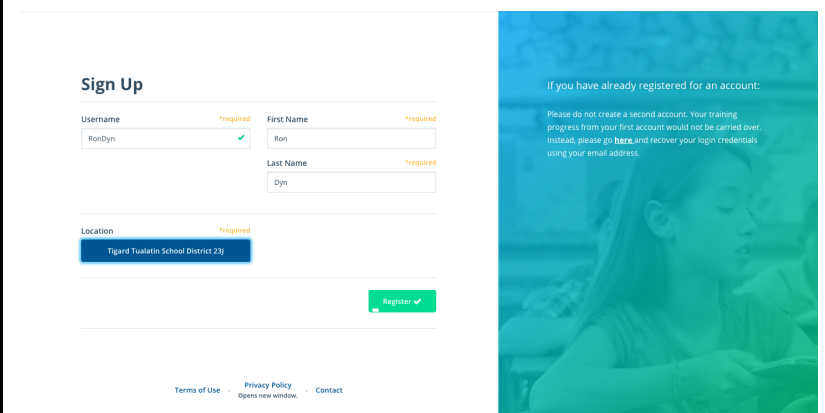 Sign Up
Username *required
RonDyn
First Name *required
Ron
Last Name *required
Dyn
Location *required
Tigard Tualatin School District 23J
Register
Terms of Use · Privacy Policy · Contact
Opens new window.
If you have already registered for an account:
Please do not create a second account. Your training
progress from your first account would not be carried over.
Instead, please go here and recover your login credentials
using your email address.